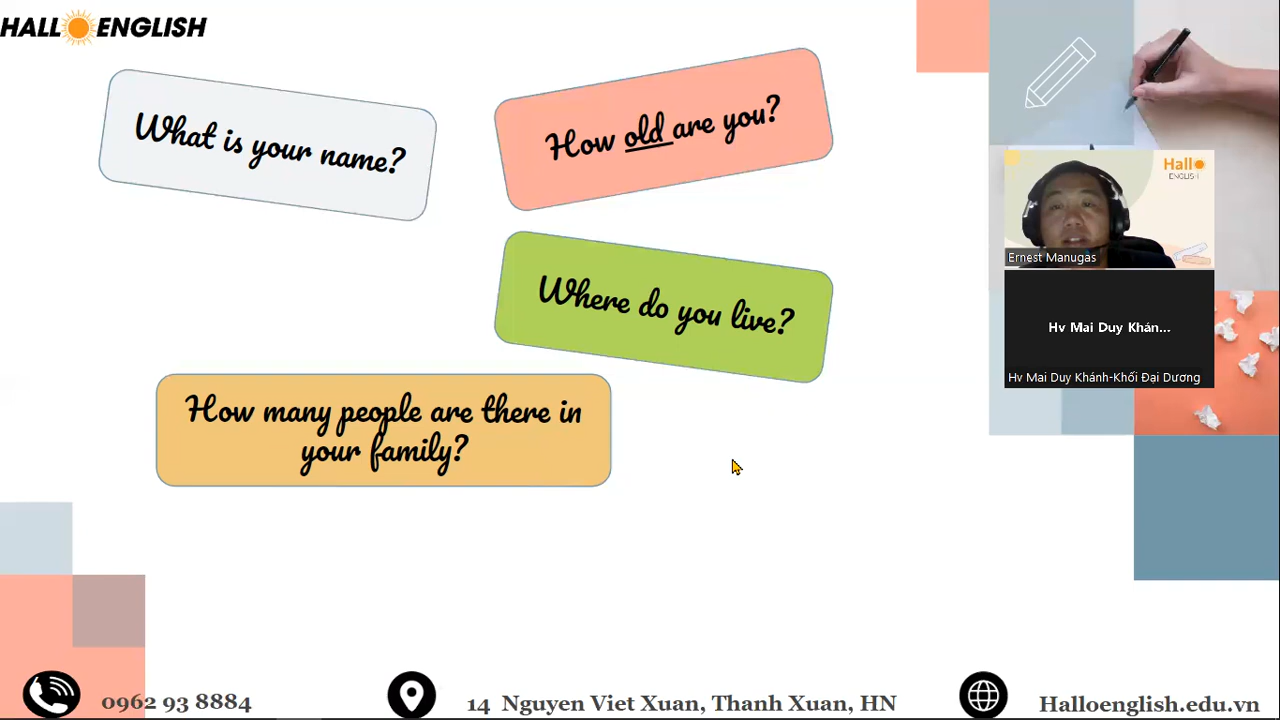 HALL ENGLISH
What is your name?
How old are you?
Where do you live?
How many people are there in
your family?
Hall
ENGLISH
Ernest Manugas
Hv Mai Duy Khán...
Hv Mai Duy Khánh-Khối Đại Dương
0962 93 8884
14 Nguyen Viet Xuan, Thanh Xuan, HN
Halloenglish.edu.vn